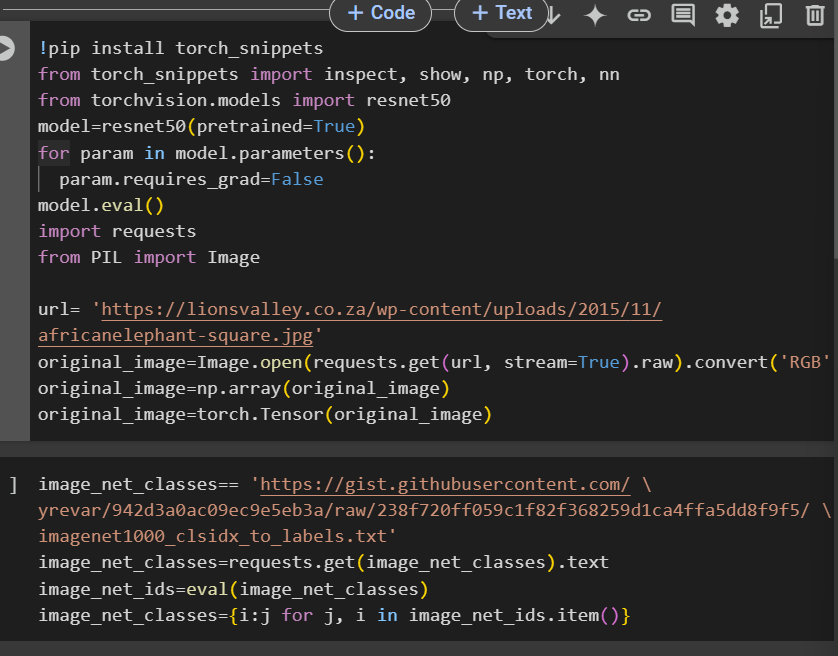 + Code + Text
!pip install torch_snippets
from torch_snippets import inspect, show, np, torch, nn
from torchvision.models import resnet50
model=resnet50(pretrained=True)
for param in model.parameters():
  param.requires_grad=False
model.eval()
import requests
from PIL import Image
url= 'https://lionsvalley.co.za/wp-content/uploads/2015/11/
africanelephant-square.jpg'
original_image=Image.open(requests.get(url, stream=True).raw).convert('RGB'
original_image=np.array(original_image)
original_image=torch.Tensor(original_image)
] image_net_classes== 'https://gist.githubusercontent.com/ \
yrevar/942d3a0ac09ec9e5eb3a/raw/238f720ff059c1f82f368259d1ca4ffa5dd8f9f5/ \
imagenet1000_clsidx_to_labels.txt'
image_net_classes=requests.get(image_net_classes).text
image_net_ids=eval(image_net_classes)
image_net_classes={i:j for j, i in image_net_ids.item()}